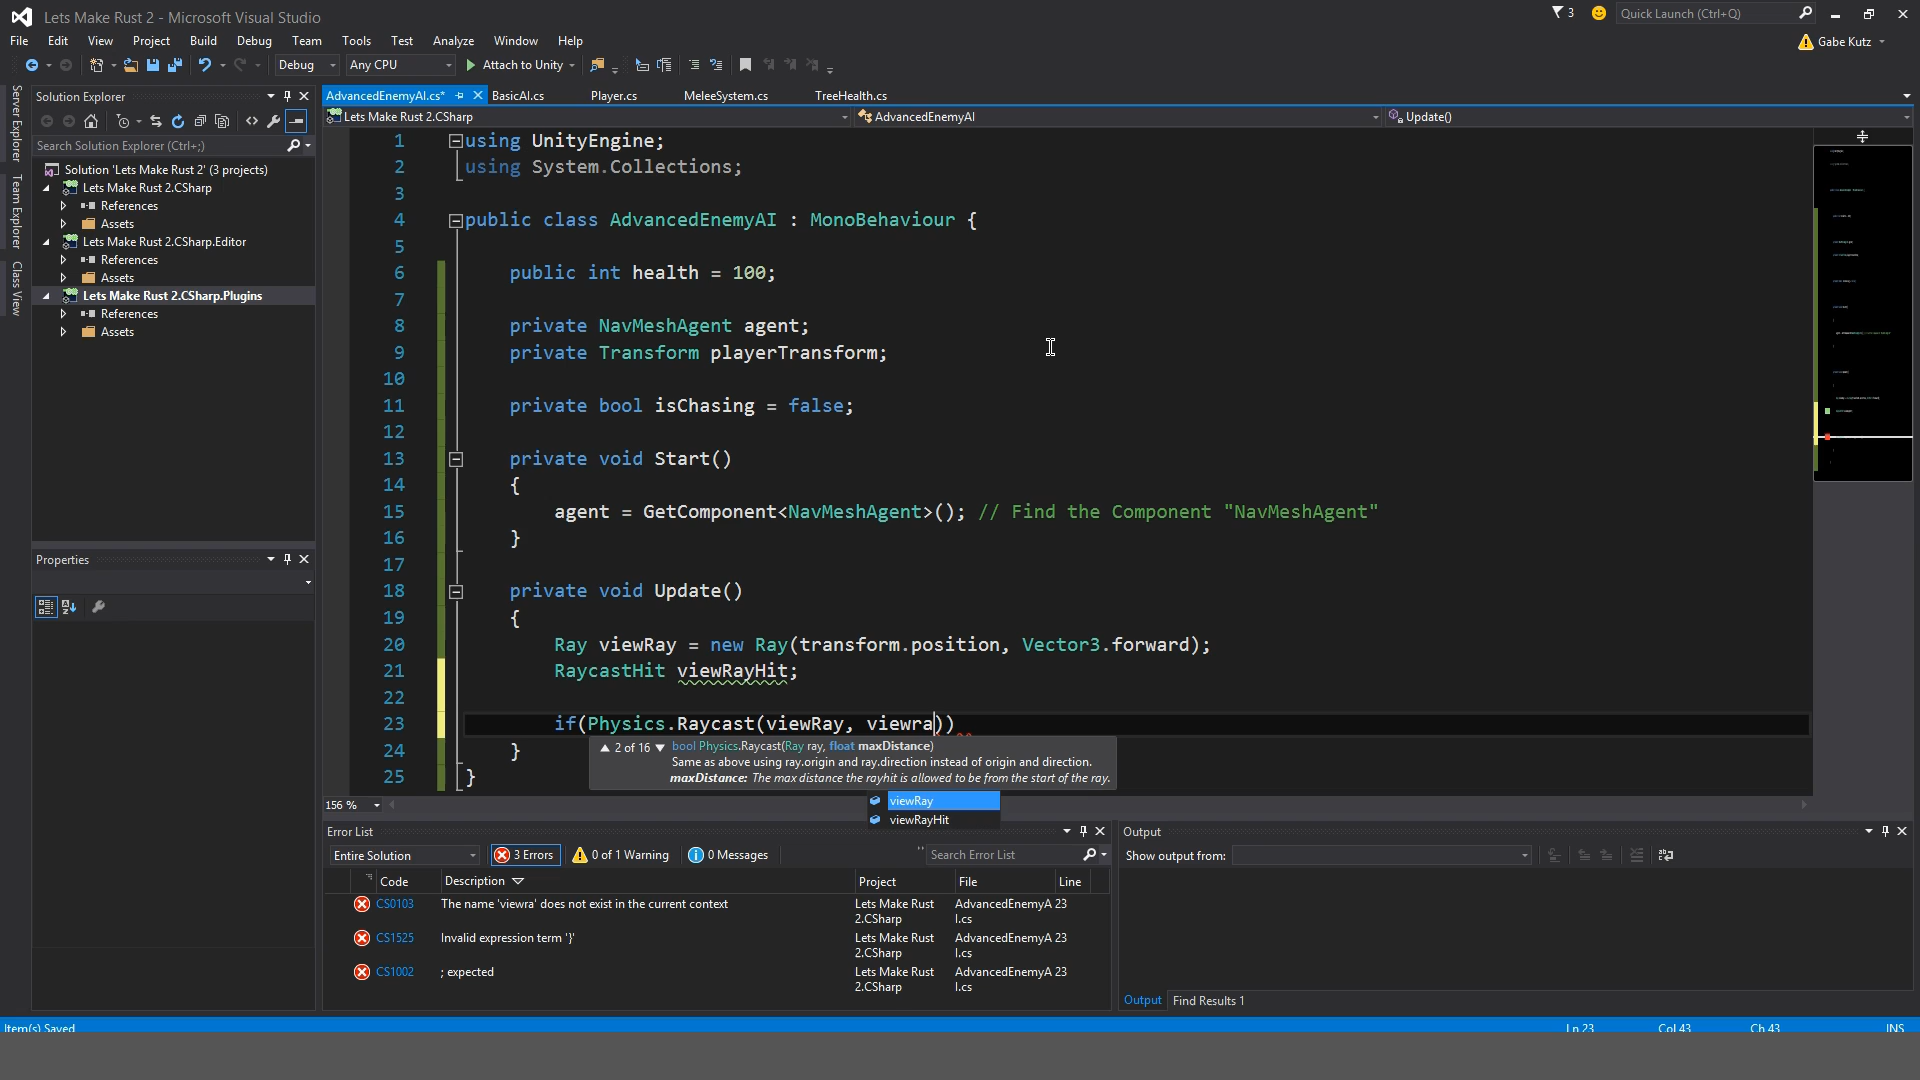 Lets Make Rust 2 - Microsoft Visual Studio
3
Quick Launch (Ctrl+Q)
File Edit View Project Build Debug Team Tools Test Analyze Window Help
Gabe Kutz
Debug Any CPU Attach to Unity
Server Explorer
Team Explorer
Class View
Solution Explorer
Search Solution Explorer (Ctrl+;)
Solution 'Lets Make Rust 2' (3 projects)
Lets Make Rust 2.CSharp
References
Assets
Lets Make Rust 2.CSharp.Editor
References
Assets
Lets Make Rust 2.CSharp.Plugins
References
Assets
Properties
AdvancedEnemyAI.cs* BasicAI.cs Player.cs MeleeSystem.cs TreeHealth.cs
Lets Make Rust 2.CSharp AdvancedEnemyAI Update()
1 using UnityEngine;
2 using System.Collections;
3
4 public class AdvancedEnemyAI : MonoBehaviour {
5
6 public int health = 100;
7
8 private NavMeshAgent agent;
9 private Transform playerTransform;
10
11 private bool isChasing = false;
12
13 private void Start()
14 {
15 agent = GetComponent<NavMeshAgent>(); // Find the Component "NavMeshAgent"
16 }
17
18 private void Update()
19 {
20 Ray viewRay = new Ray(transform.position, Vector3.forward);
21 RaycastHit viewRayHit;
22
23 if(Physics.Raycast(viewRay, viewra))
24 }
25 }
2 of 16 bool Physics.Raycast(Ray ray, float maxDistance)
Same as above using ray.origin and ray.direction instead of origin and direction.
maxDistance: The max distance the rayhit is allowed to be from the start of the ray.
viewRay
viewRayHit
156 %
Error List
Entire Solution 3 Errors 0 of 1 Warning 0 Messages Search Error List
Code Description Project File Line
CS0103 The name 'viewra' does not exist in the current context Lets Make Rust 2.CSharp AdvancedEnemyA I.cs 23
CS1525 Invalid expression term '}' Lets Make Rust 2.CSharp AdvancedEnemyA I.cs 23
CS1002 ; expected Lets Make Rust 2.CSharp AdvancedEnemyA I.cs 23
Output
Show output from:
Output Find Results 1
Item(s) Saved Ln 23 Col 43 Ch 43 INS